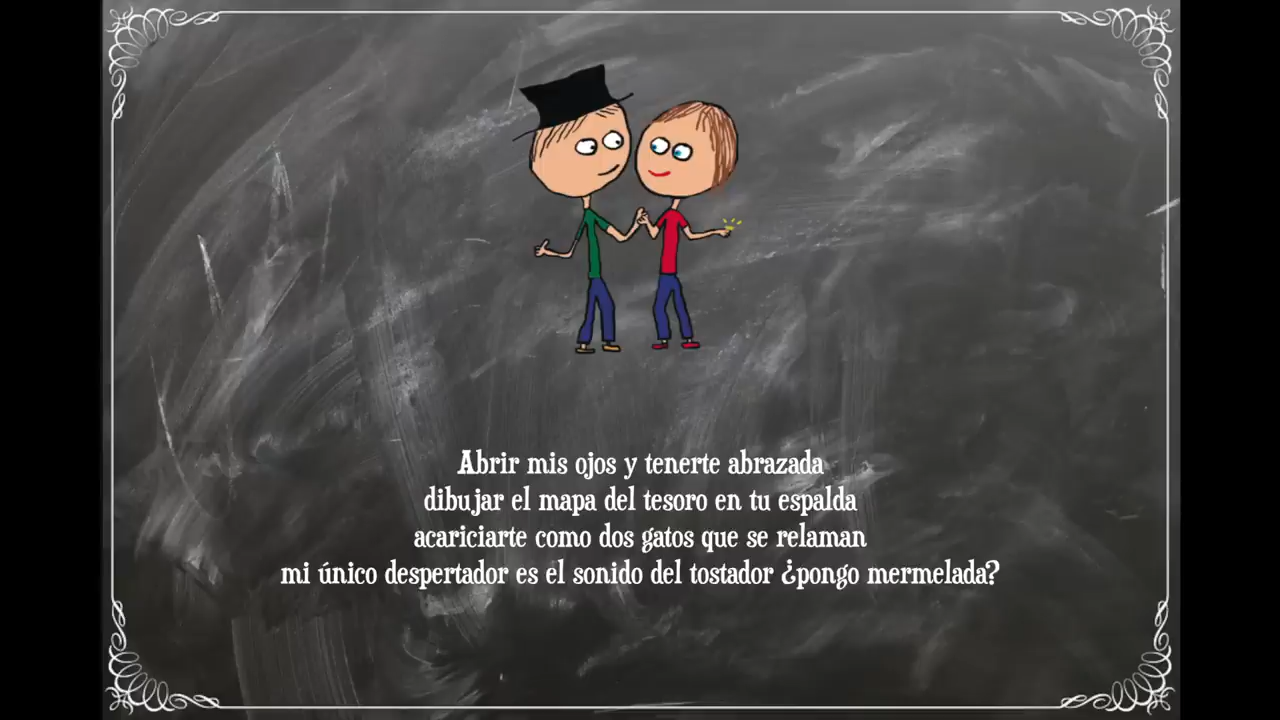 Abrir mis ojos y tenerte abrazada
dibujar el mapa del tesoro en tu espalda
acariciarte como dos gatos que se relaman
mi único despertador es el sonido del tostador ¿pongo mermelada?